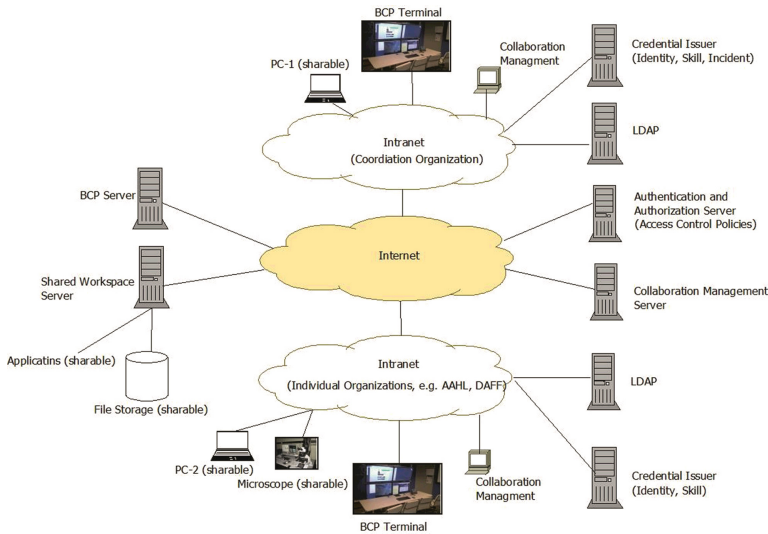 BCP Terminal
Collaboration
Managment
PC-1 (sharable)
Credential Issuer
(Identity, Skill, Incident)
LDAP
Intranet
(Coordiation Organization)
BCP Server
Authentication and
Authorization Server
(Access Control Policies)
Internet
Shared Workspace
Server
Collaboration Management
Server
Applicatins (sharable)
File Storage (sharable)
Intranet
(Individual Organizations, e.g. AAHL, DAFF)
LDAP
PC-2 (sharable)
Microscope (sharable)
BCP Terminal
Collaboration
Managment
Credential Issuer
(Identity, Skill)